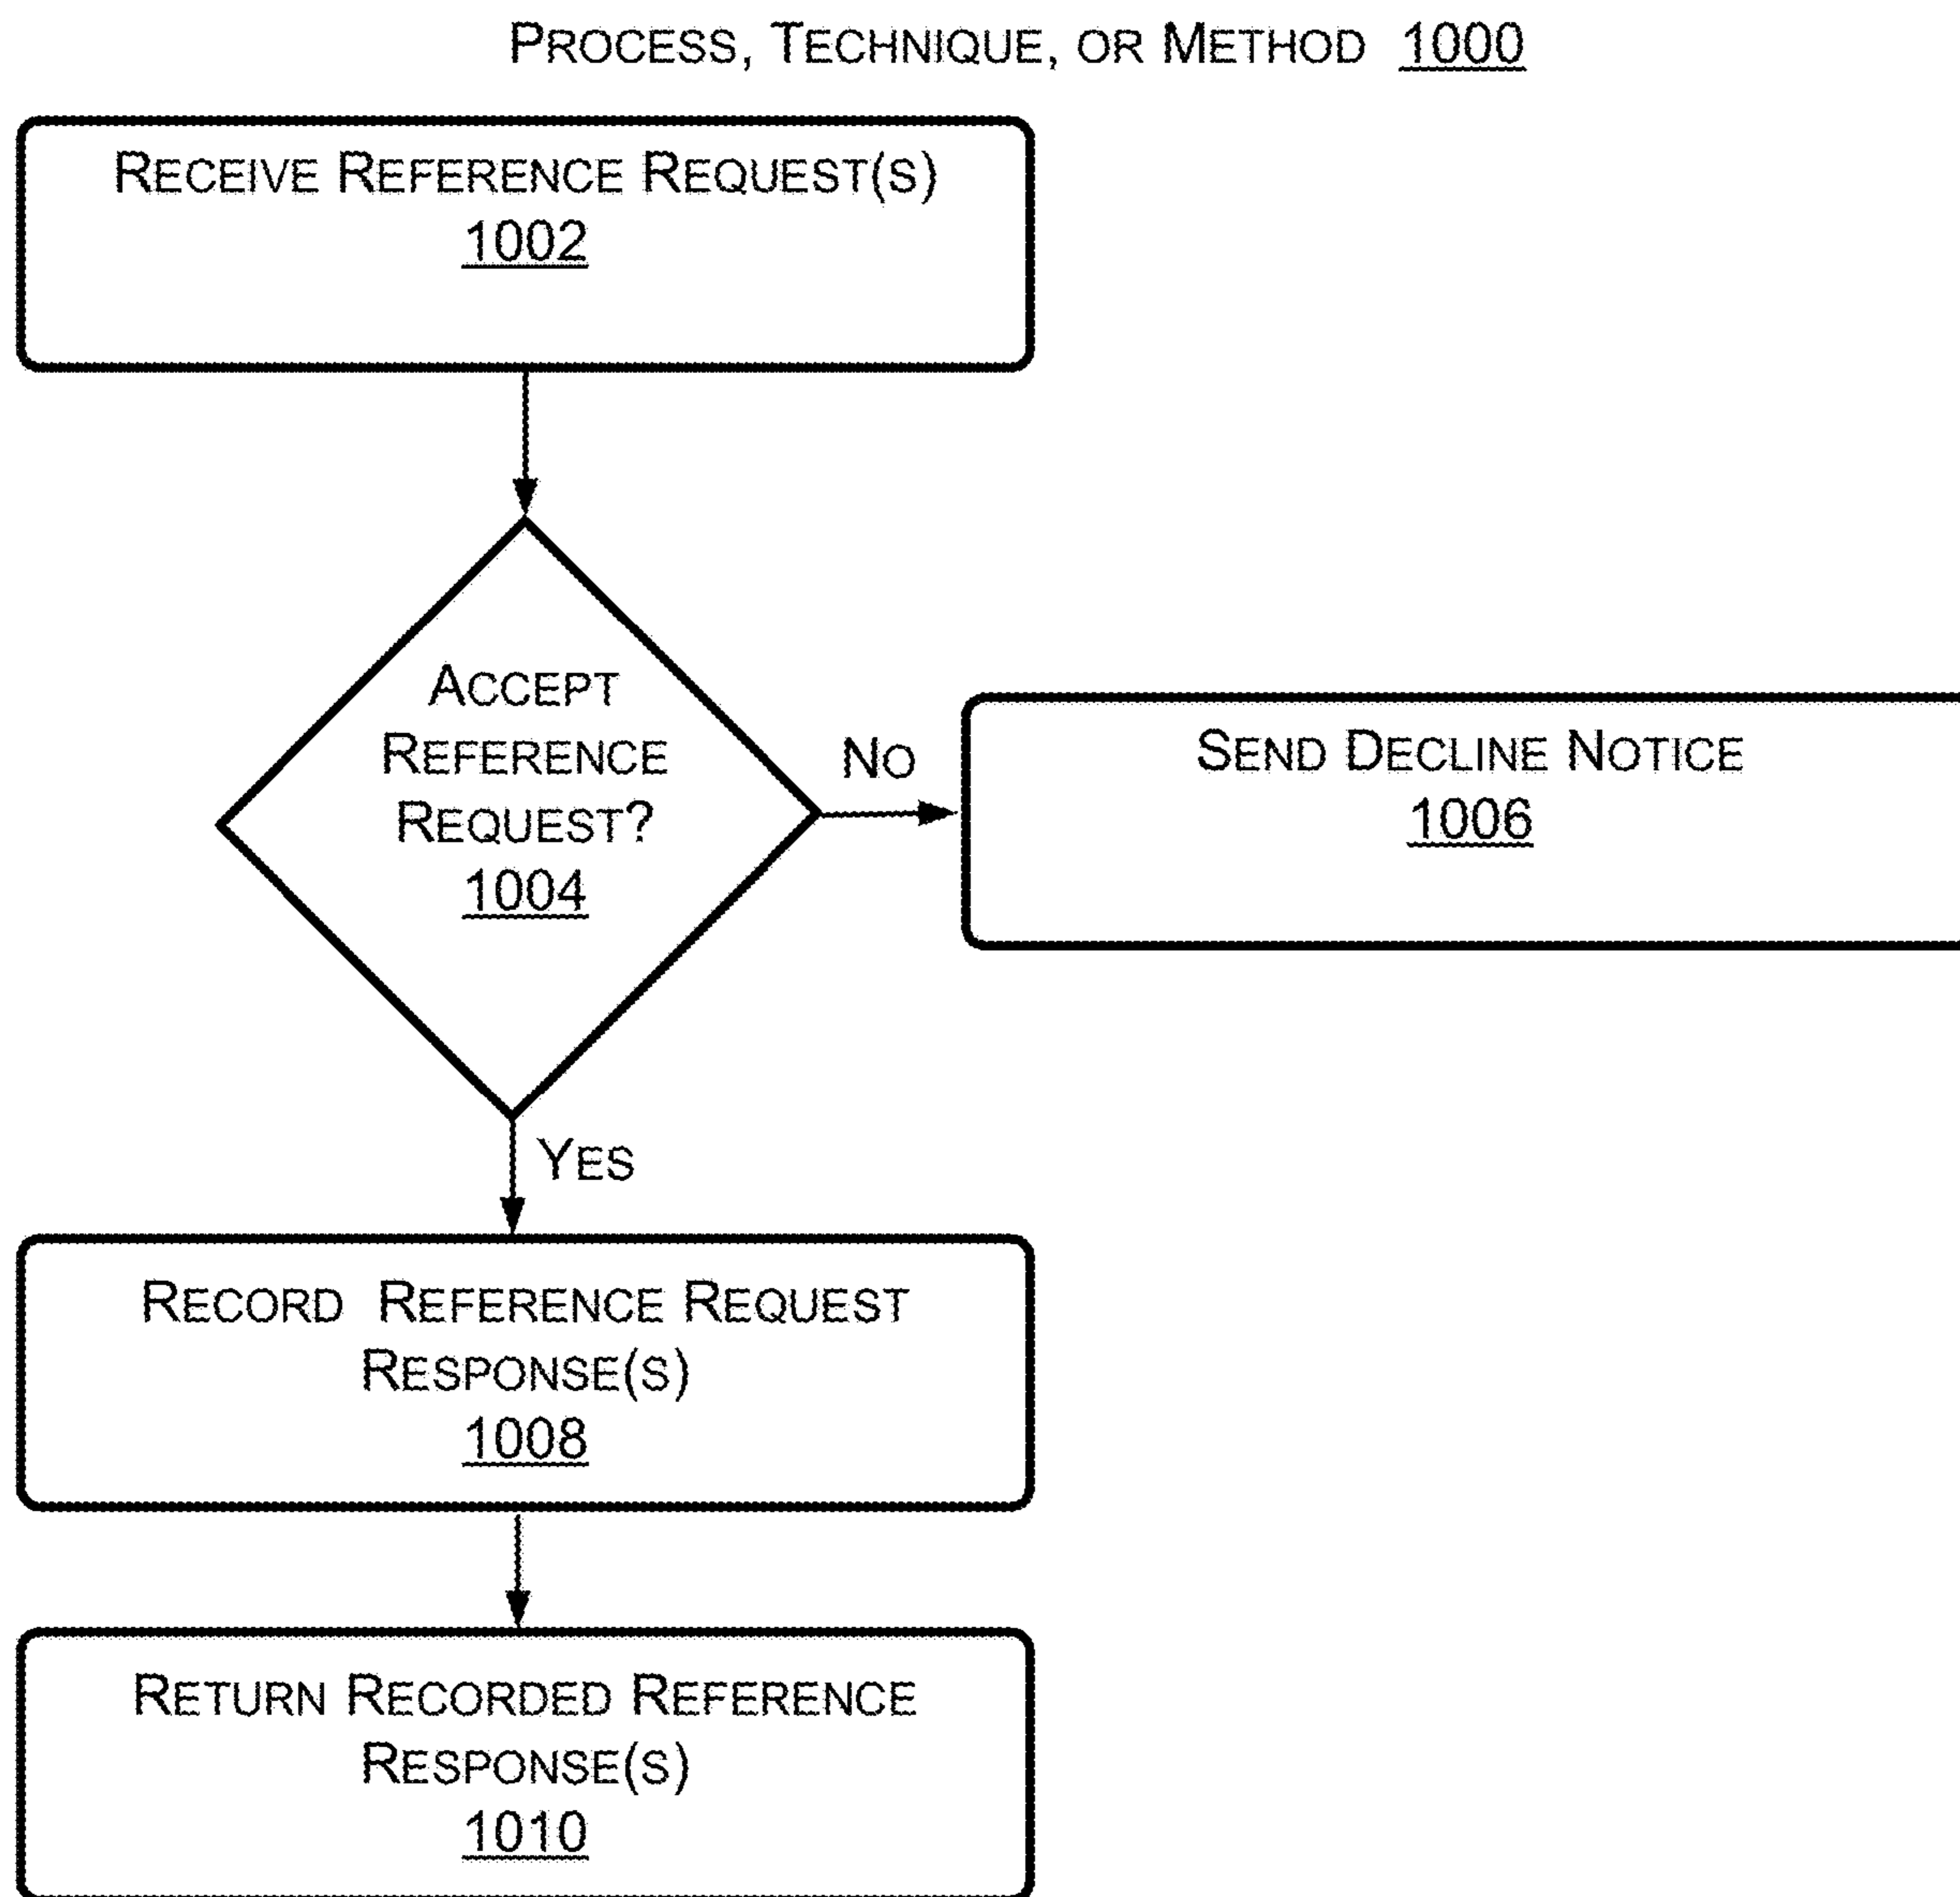 PROCESS, TECHNIQUE, OR METHOD 1000
RECEIVE REFERENCE REQUEST(S)
1002
ACCEPT
REFERENCE
REQUEST?
1004
NO
SEND DECLINE NOTICE
1006
YES
RECORD REFERENCE REQUEST
RESPONSE(S)
1008
RETURN RECORDED REFERENCE
RESPONSE(S)
1010